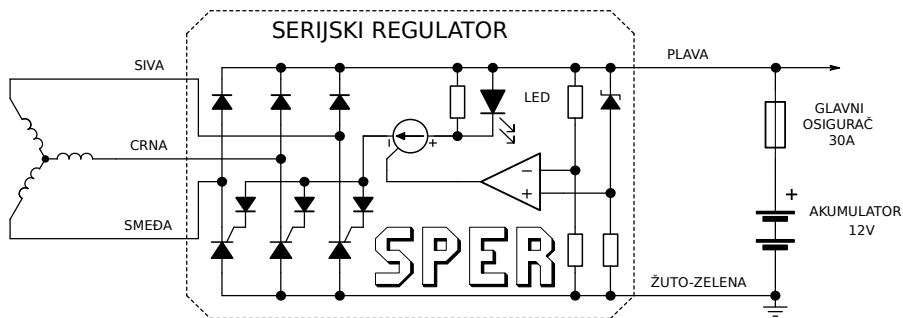 SERIJSKI REGULATOR
PLAVA
SIVA
LED
GLAVNI
OSIGURAČ
30A
CRNA
- +
-
+
+
AKUMULATOR
12V
SMEĐA
SPER
ŽUTO-ZELENA